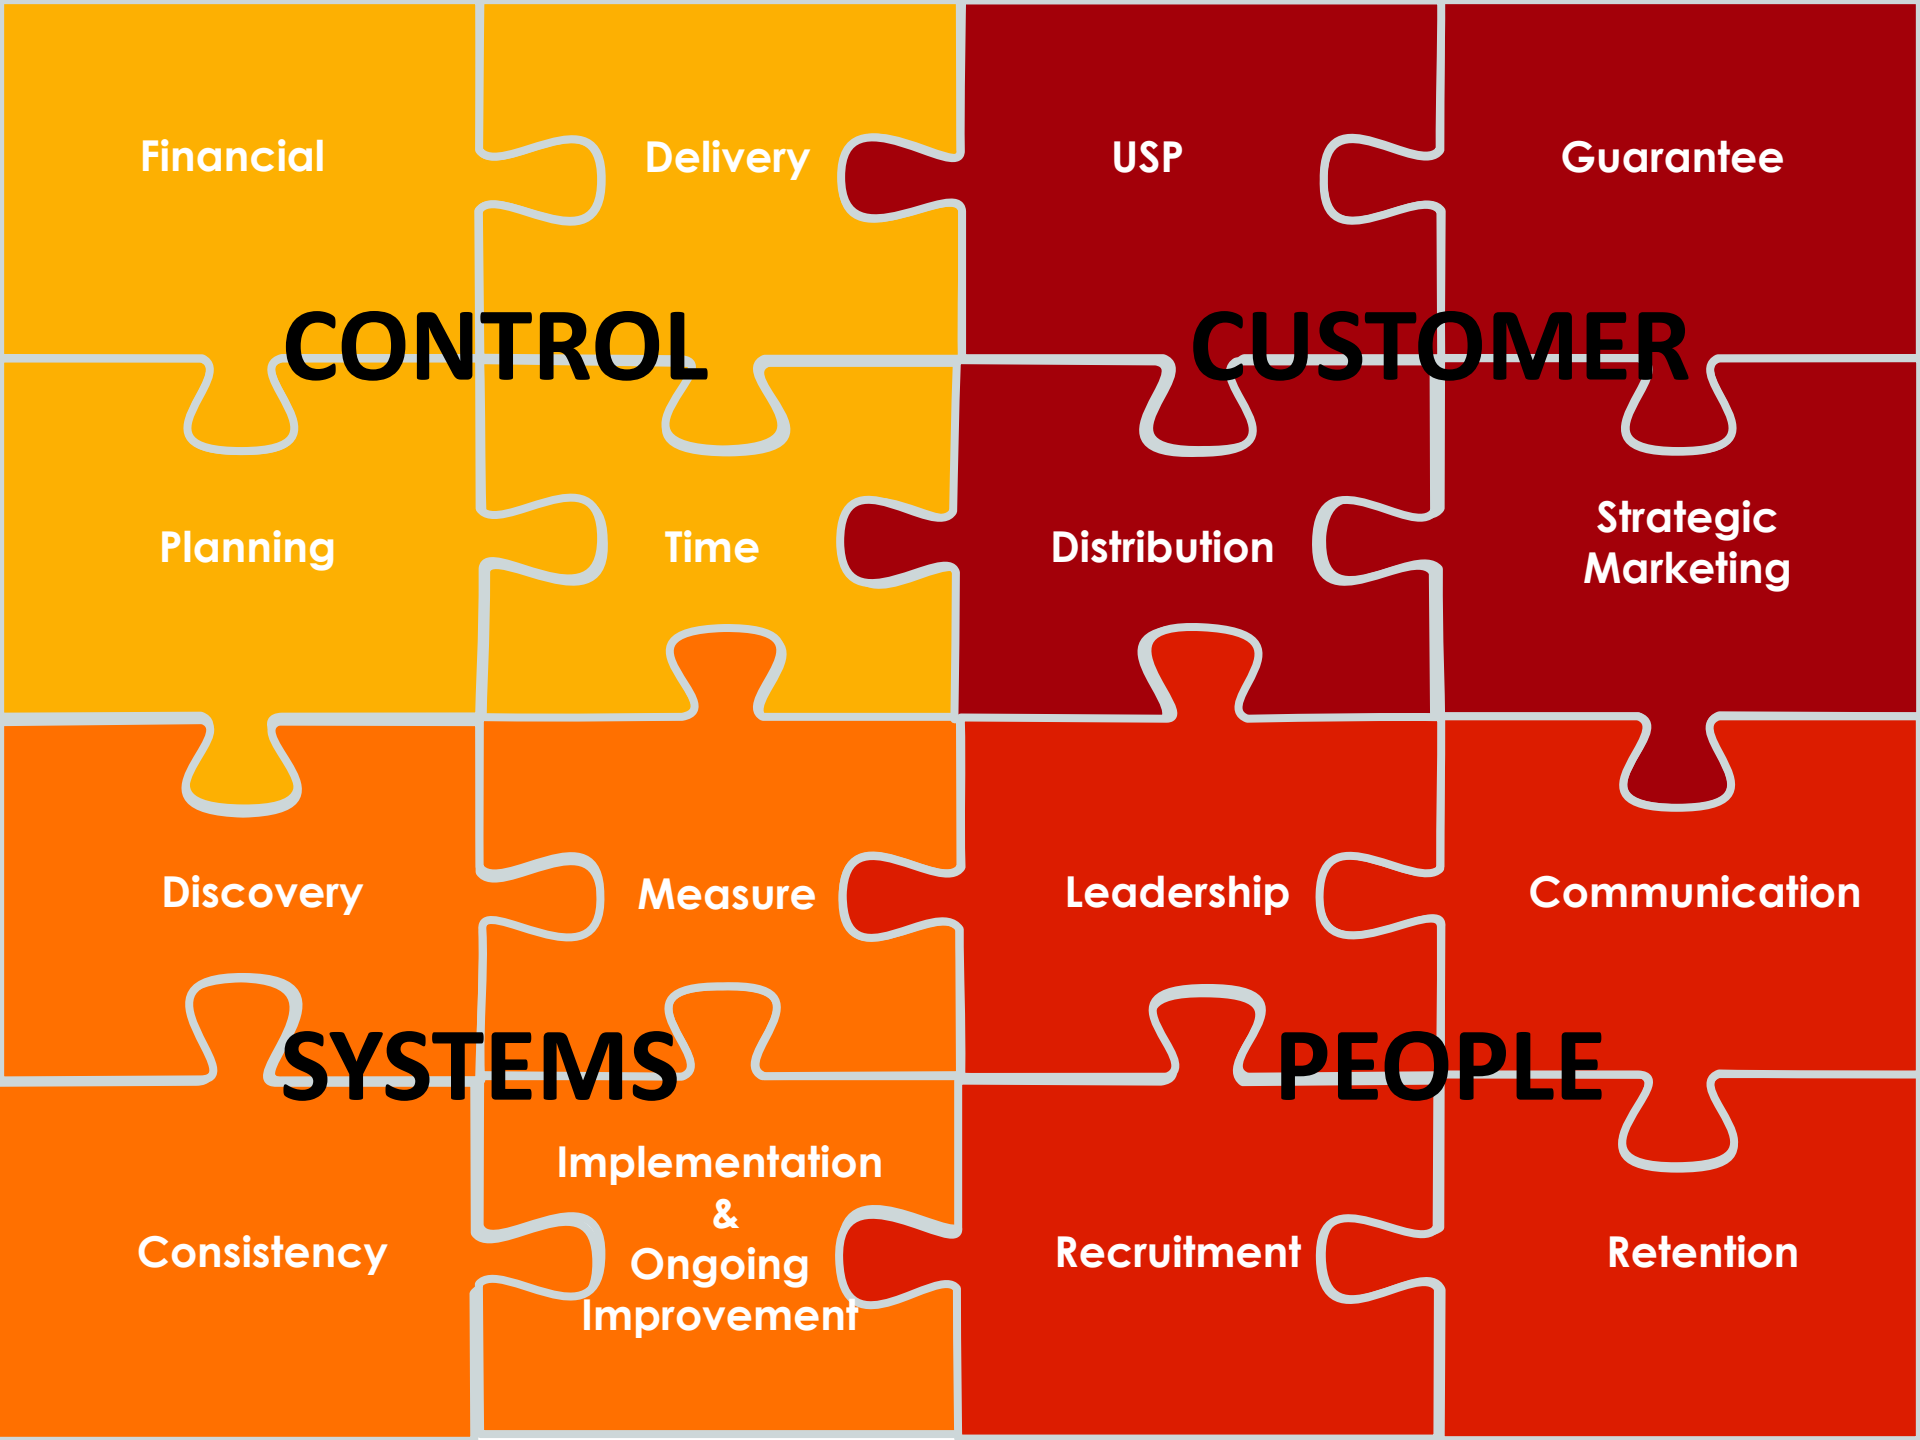 Financial
Delivery
USP
Guarantee
CONTROL
CUSTOMER
Planning
Time
Distribution
Strategic
Marketing
Discovery
Measure
Leadership
Communication
SYSTEMS
PEOPLE
Consistency
Implementation
&
Ongoing
Improvement
Recruitment
Retention